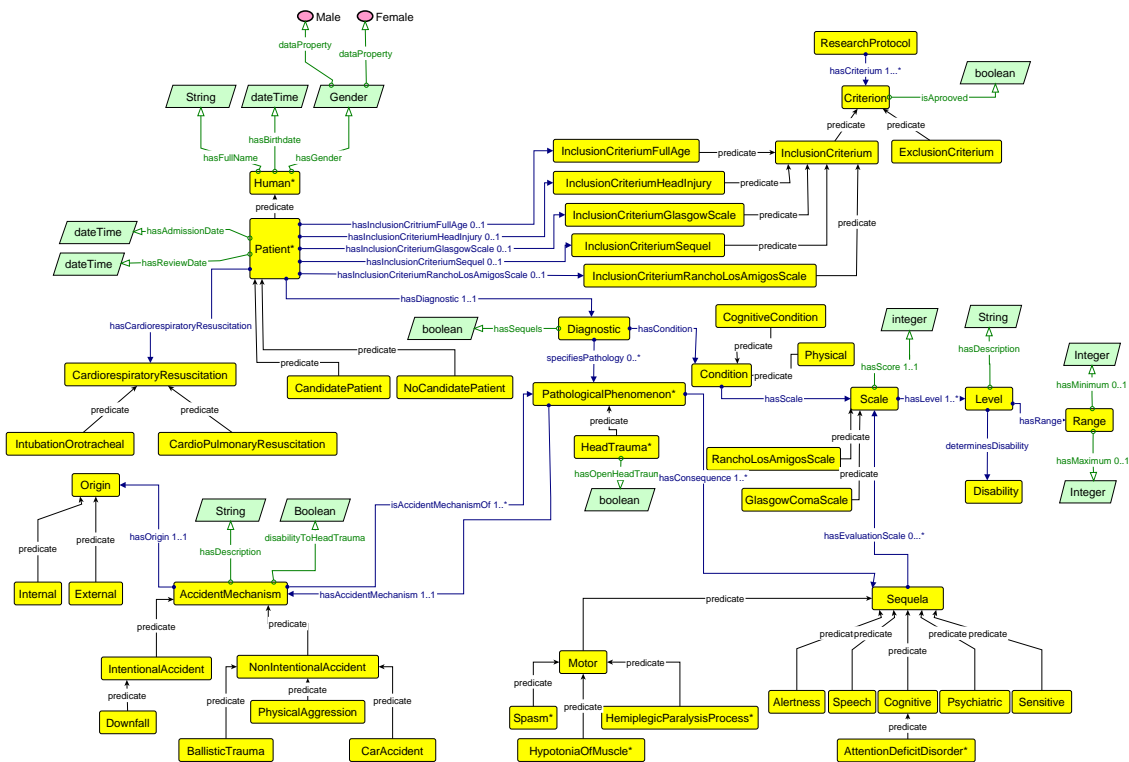 Male
Female
dataProperty
dataProperty
String
dateTime
Gender
hasBirthdate
hasFullName
hasGender
Human*
predicate
dateTime
hasAdmissionDate
dateTime
hasReviewDate
Patient*
hasInclusionCritriumFullAge 0..1
hasInclusionCriteriumHeadInjury 0..1
hasInclusionCriteriumGlasgowScale 0..1
hasInclusionCriteriumSequel 0..1
hasInclusionCriteriumRanchoLosAmigosScale 0..1
ResearchProtocol
hasCriterium 1...*
boolean
Criterion
isAprooved
predicate
predicate
InclusionCriteriumFullAge
predicate
InclusionCriterium
ExclusionCriterium
InclusionCriteriumHeadInjury
predicate
InclusionCriteriumGlasgowScale
predicate
InclusionCriteriumSequel
predicate
predicate
InclusionCriteriumRanchoLosAmigosScale
hasDiagnostic 1..1
hasCardiorespiratoryResuscitation
boolean
hasSequels
Diagnostic
hasCondition
CognitiveCondition
predicate
Physical
predicate
Condition
specifiesPathology 0..*
integer
String
hasScore 1..1
hasDescription
Integer
hasMinimum 0..1
CardiorespiratoryResuscitation
predicate
predicate
CandidatePatient
predicate
NoCandidatePatient
predicate
IntubationOrotracheal
CardioPulmonaryResuscitation
PathologicalPhenomenon*
hasScale
Scale
hasLevel 1..*
Level
hasRange*
Range
predicate
HeadTrauma*
hasOpenHeadTraum
boolean
hasConsequence 1..*
predicate
RanchoLosAmigosScale
predicate
GlasgowComaScale
determinesDisability
Disability
hasMaximum 0..1
Integer
Origin
predicate
predicate
hasOrigin 1..1
Internal
External
String
Boolean
hasDescription
disabilityToHeadTrauma
isAccidentMechanismOf 1..*
AccidentMechanism
hasAccidentMechanism 1..1
hasEvaluationScale 0...*
predicate
Sequela
predicate
predicate
IntentionalAccident
predicate
Downfall
NonIntentionalAccident
predicate
predicate
predicate
PhysicalAggression
BallisticTrauma
CarAccident
Motor
predicate
predicate
predicate
Spasm*
HemiplegicParalysisProcess*
HypotoniaOfMuscle*
predicate
predicate
predicate
predicate
predicate
Alertness
Speech
Cognitive
Psychiatric
Sensitive
predicate
AttentionDeficitDisorder*